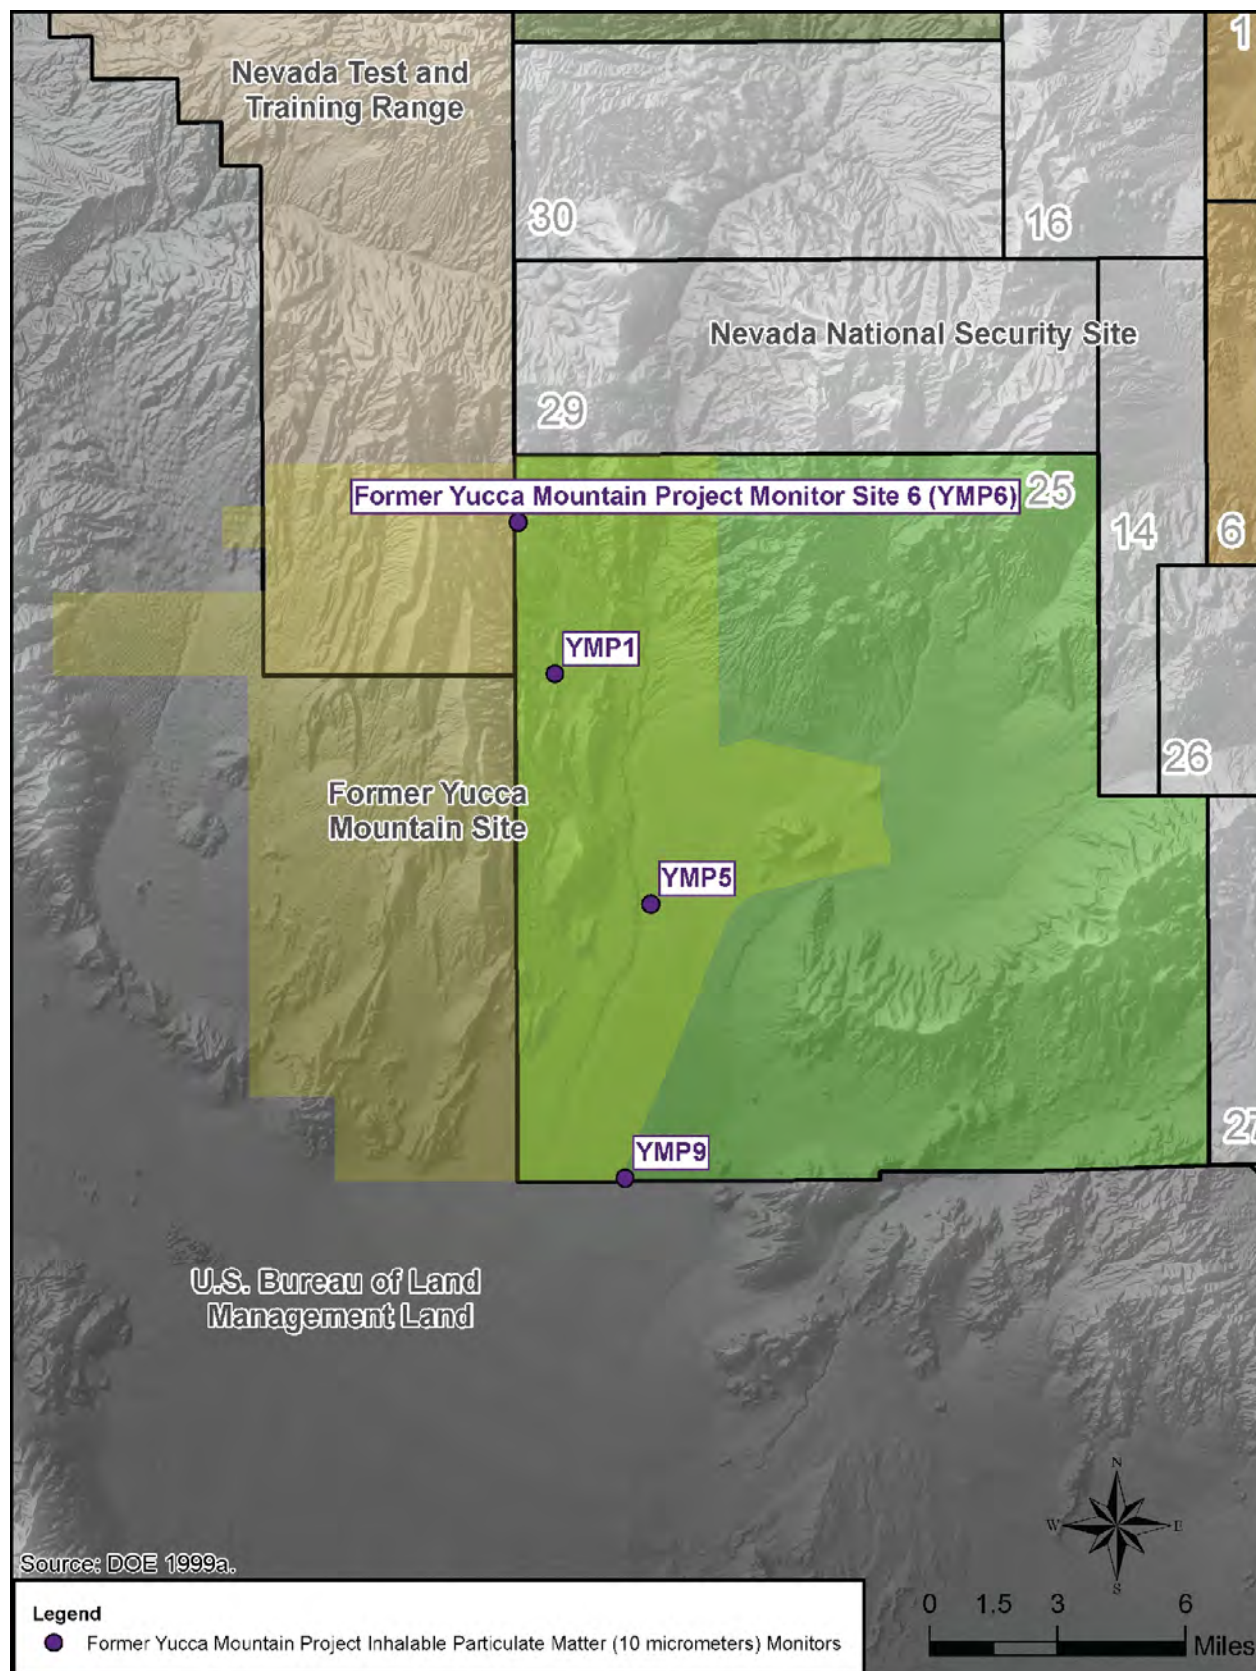 1
Nevada Test and
Training Range
30
16
Nevada National Security Site
29
Former Yucca Mountain Project Monitor Site 6 (YMP6)
25
14
6
YMP1
26
Former Yucca
Mountain Site
YMP5
27
YMP9
U.S. Bureau of Land
Management Land
N
W
E
S
Source: DOE 1999a.
0 1.5 3 6
Miles
Legend
Former Yucca Mountain Project Inhalable Particulate Matter (10 micrometers) Monitors